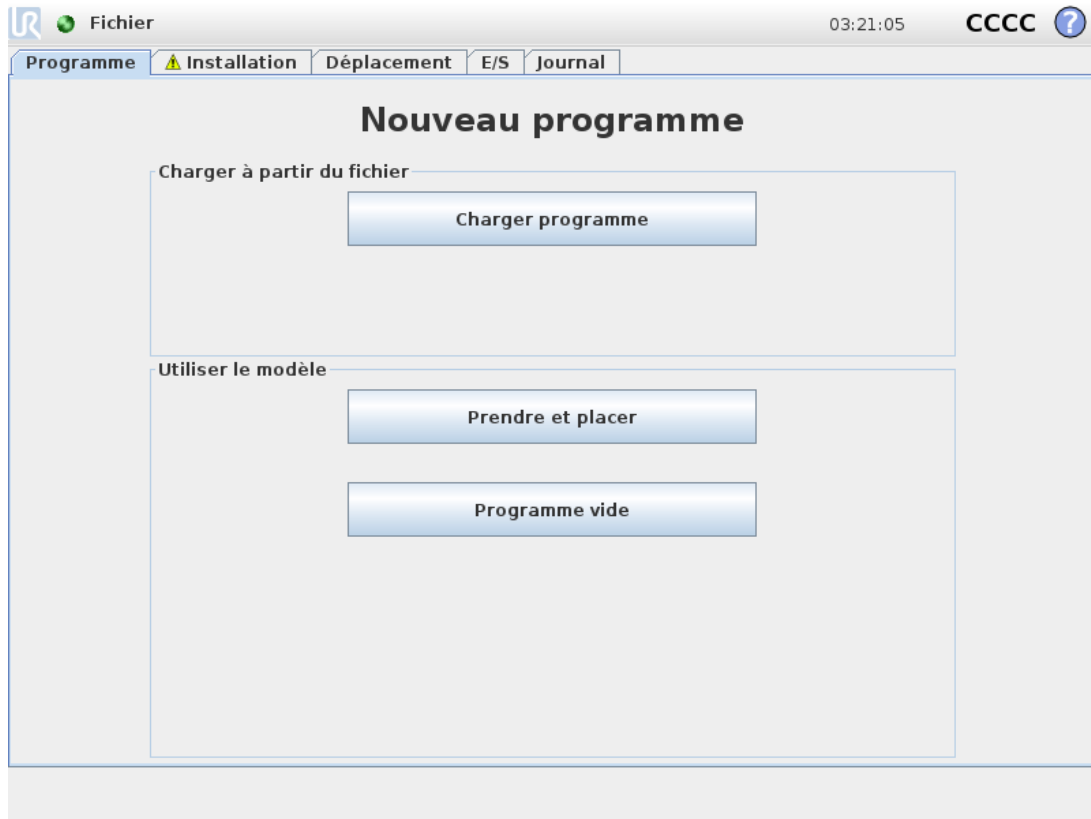 UR Fichier 03:21:05 CCCC ?
Programme Installation Déplacement E/S Journal
Nouveau programme
Charger à partir du fichier
Charger programme
Utiliser le modèle
Prendre et placer
Programme vide